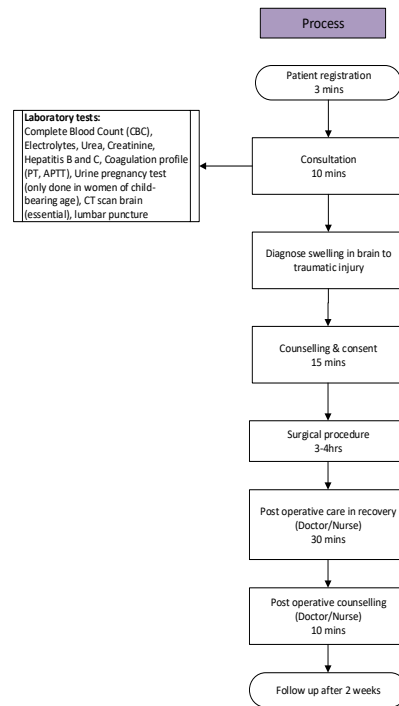 Process
Patient registration
3 mins
Laboratory tests:
Complete Blood Count (CBC),
Electrolytes, Urea, Creatinine,
Hepatitis B and C, Coagulation profile
(PT, APTT), Urine pregnancy test
(only done in women of child-
bearing age), CT scan brain
(essential), lumbar puncture
Consultation
10 mins
Diagnose swelling in brain to
traumatic injury
Counselling & consent
15 mins
Surgical procedure
3-4hrs
Post operative care in recovery
(Doctor/Nurse)
30 mins
Post operative counselling
(Doctor/Nurse)
10 mins
Follow up after 2 weeks